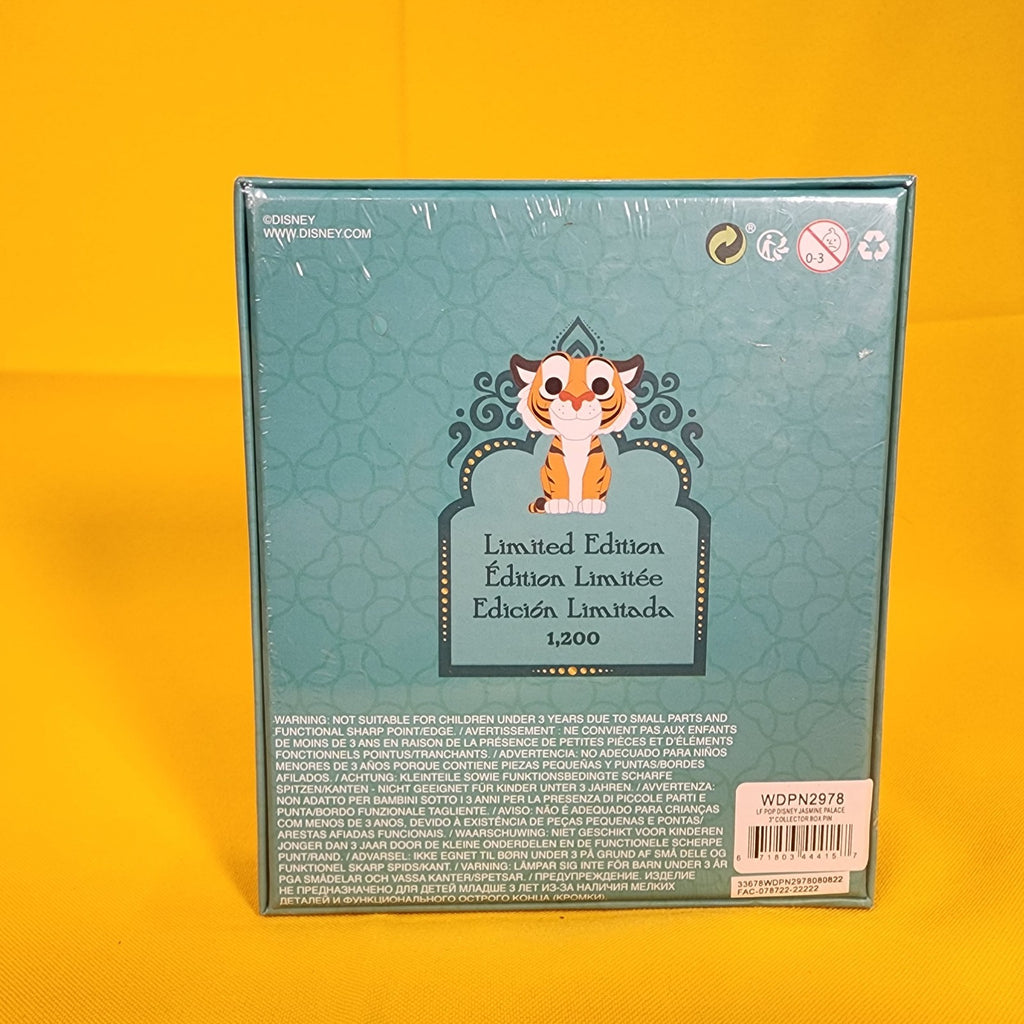 ©DISNEY
WWW.DISNEY.COM
®
0-3
Limited Edition
Édition Limitée
Edición Limitada
1,200
WARNING: NOT SUITABLE FOR CHILDREN UNDER 3 YEARS DUE TO SMALL PARTS AND
FUNCTIONAL SHARP POINT/EDGE. / AVERTISSEMENT : NE CONVIENT PAS AUX ENFANTS
DE MOINS DE 3 ANS EN RAISON DE LA PRÉSENCE DE PETITES PIÈCES ET D'ÉLÉMENTS
FONCTIONNELS POINTUS/TRANCHANTS. / ADVERTENCIA: NO ADECUADO PARA NIÑOS
MENORES DE 3 AÑOS PORQUE CONTIENE PIEZAS PEQUEÑAS Y PUNTAS/BORDES
AFILADOS. / ACHTUNG: KLEINTEILE SOWIE FUNKTIONSBEDINGTE SCHARFE
SPITZEN/KANTEN - NICHT GEEIGNET FÜR KINDER UNTER 3 JAHREN. / AVVERTENZA:
NON ADATTO PER BAMBINI SOTTO I 3 ANNI PER LA PRESENZA DI PICCOLE PARTI E
PUNTA/BORDO FUNZIONALE TAGLIENTE. / AVISO: NÃO É ADEQUADO PARA CRIANÇAS
COM MENOS DE 3 ANOS, DEVIDO À EXISTÊNCIA DE PEÇAS PEQUENAS E PONTAS/
ARESTAS AFIADAS FUNCIONAIS. / WAARSCHUWING: NIET GESCHIKT VOOR KINDEREN
JONGER DAN 3 JAAR DOOR DE KLEINE ONDERDELEN EN DE FUNCTIONELE SCHERPE
PUNT/RAND. / ADVARSEL: IKKE EGNET TIL BØRN UNDER 3 PÅ GRUND AF SMÅ DELE OG
FUNKTIONEL SKARP SPIDS/KANT. / VARNING: LÄMPAR SIG INTE FÖR BARN UNDER 3 ÅR
PGA SMÅDELAR OCH VASSA KANTER/SPETSAR. / ПРЕДУПРЕЖДЕНИЕ. ИЗДЕЛИЕ
НЕ ПРЕДНАЗНАЧЕНО ДЛЯ ДЕТЕЙ МЛАДШЕ 3 ЛЕТ ИЗ-ЗА НАЛИЧИЯ МЕЛКИХ
ДЕТАЛЕЙ И ФУНКЦИОНАЛЬНОГО ОСТРОГО КОНЦА (КРОМКИ)
WDPN2978
LF POP DISNEY JASMINE PALACE
3" COLLECTOR BOX PIN
6 71803 44415 7
33678WDPN2978080822
FAC-078722-22222